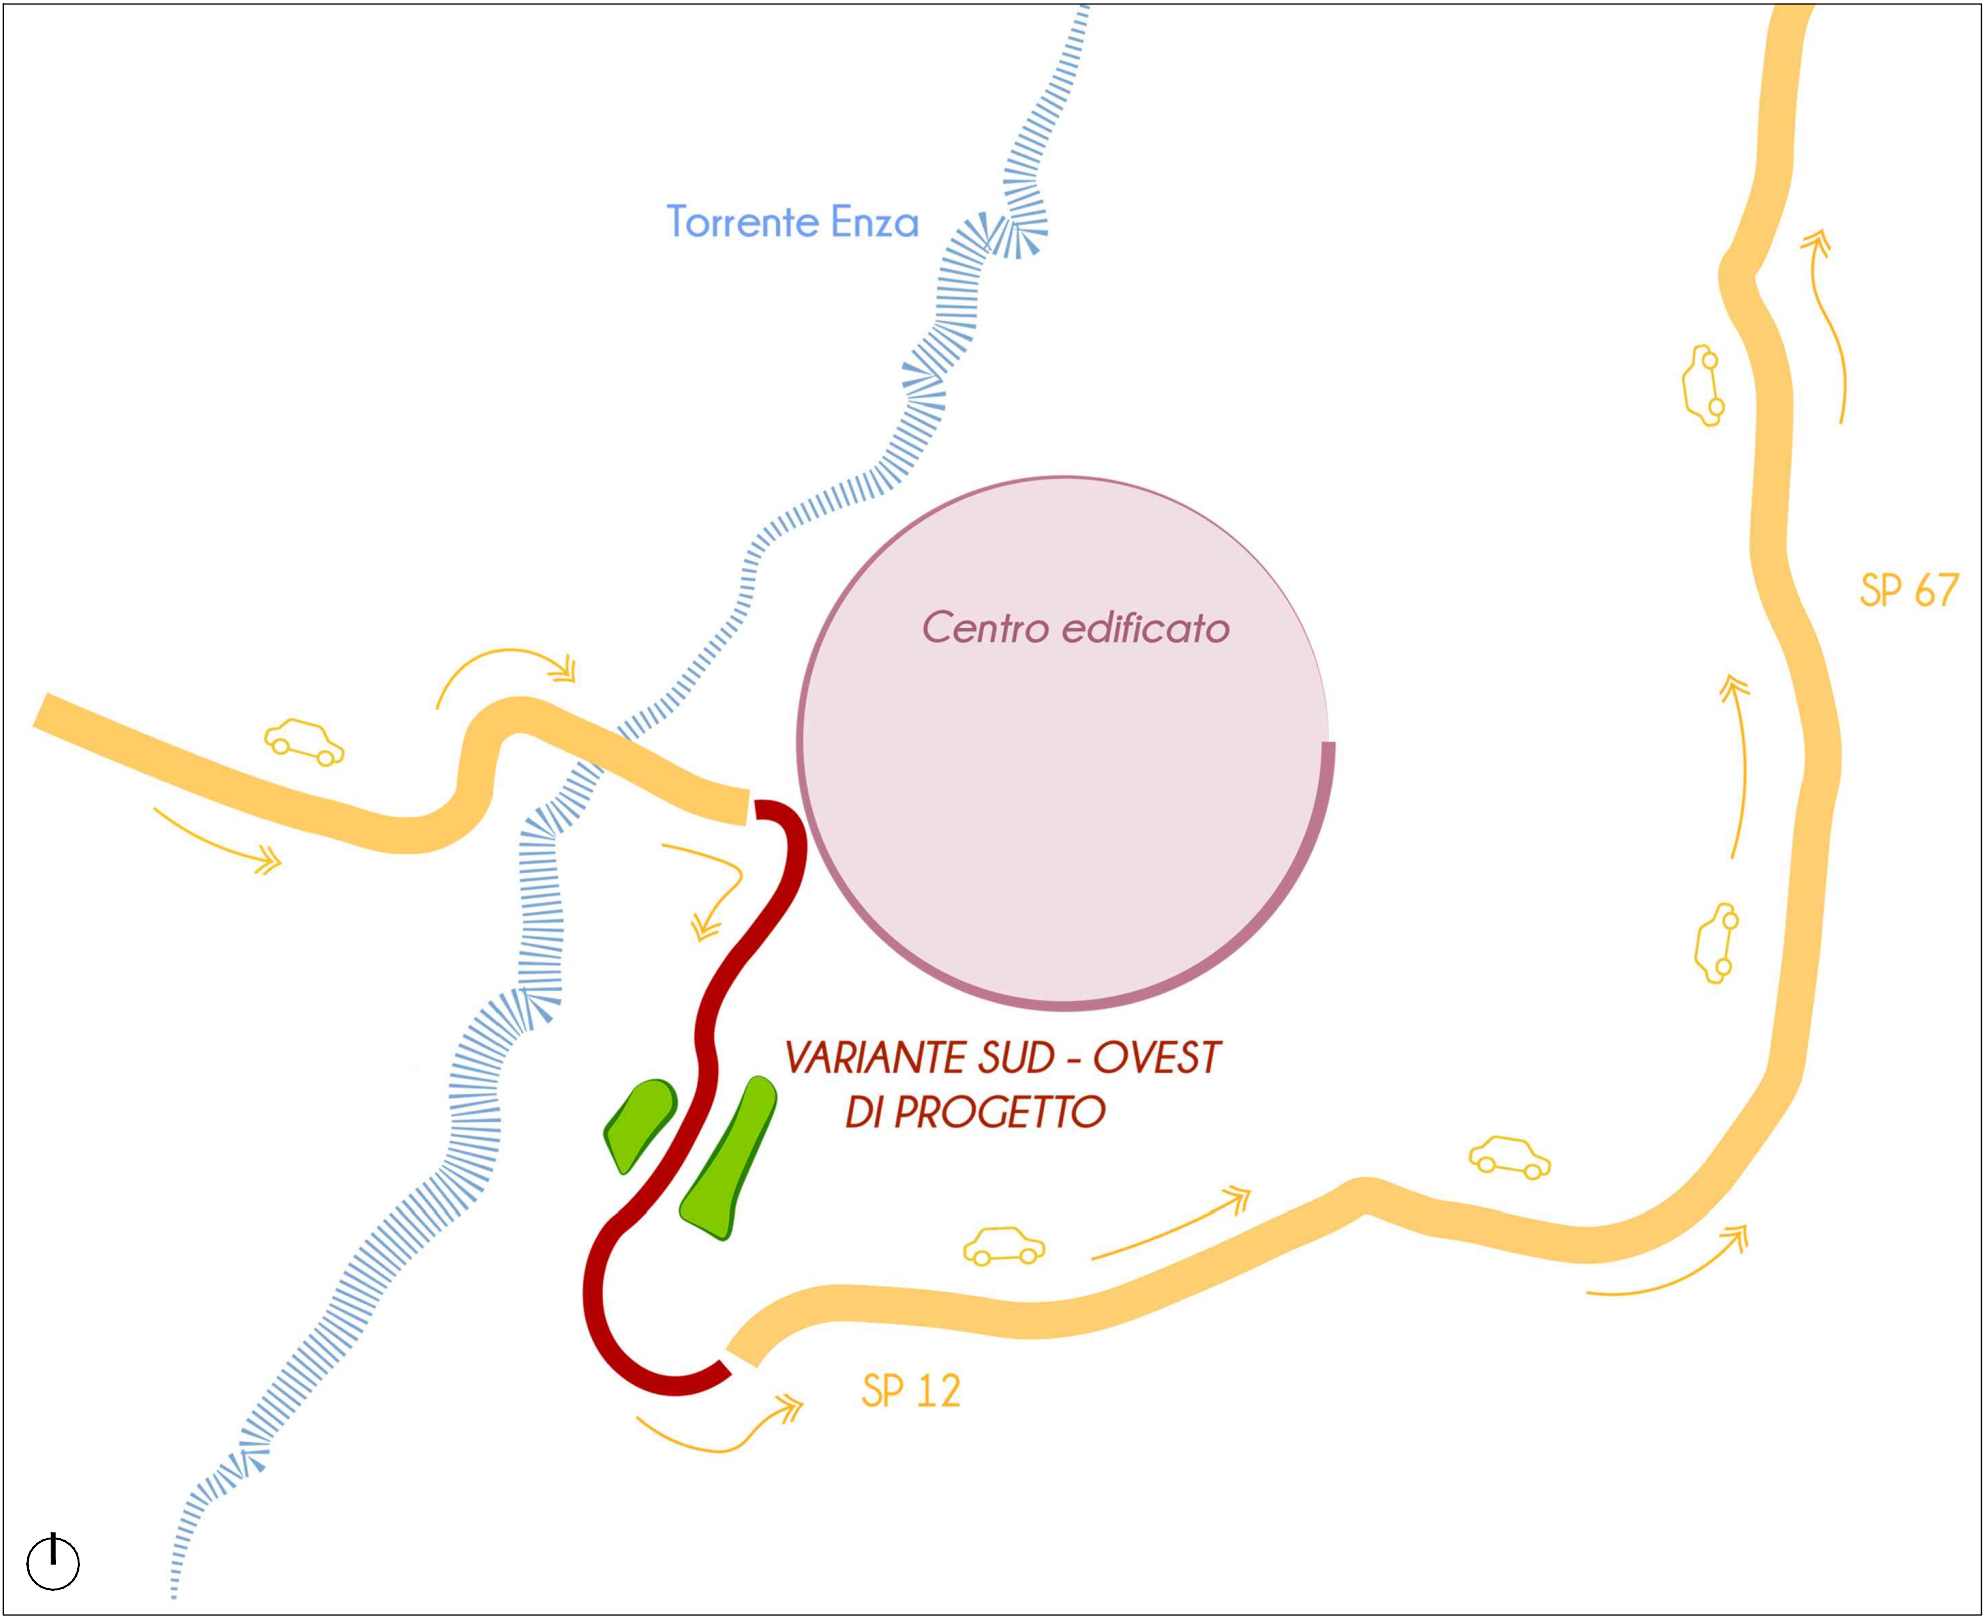 Torrente Enza
SP 67
Centro edificato
VARIANTE SUD - OVEST
DI PROGETTO
SP 12